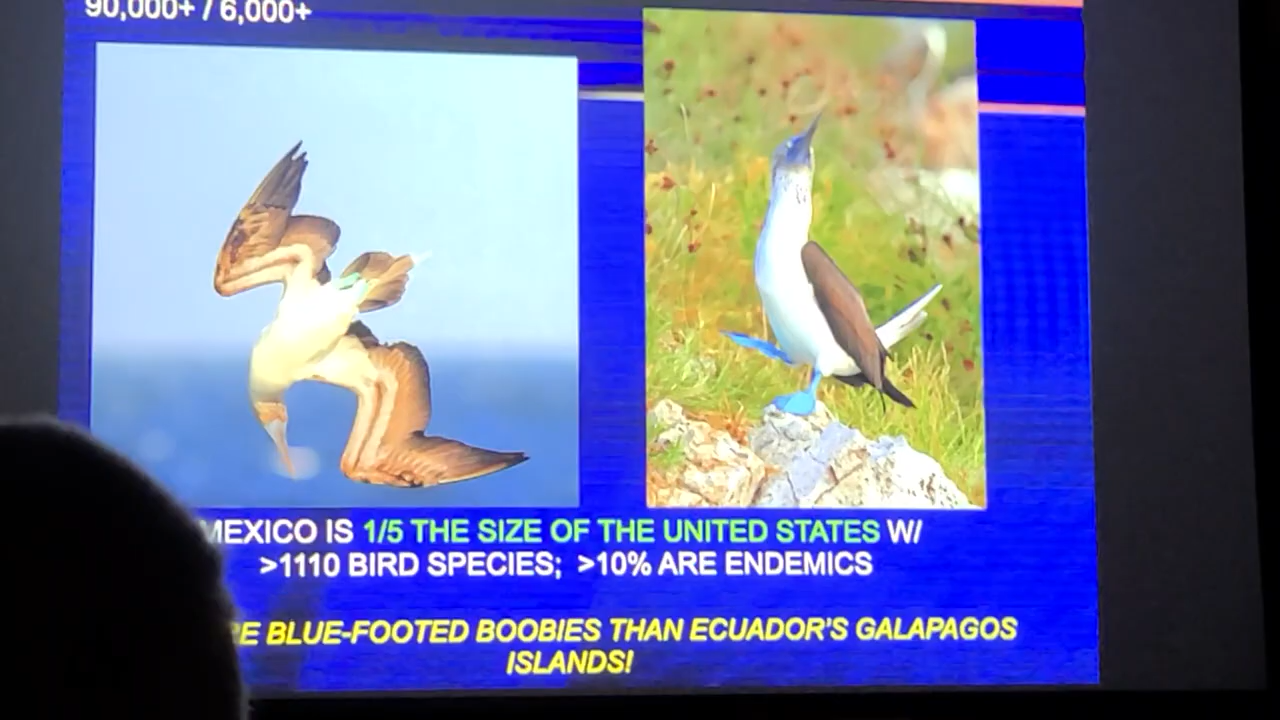 90,000+ / 6,000+
MEXICO IS 1/5 THE SIZE OF THE UNITED STATES W/
>1110 BIRD SPECIES;  >10% ARE ENDEMICS
BLUE-FOOTED BOOBIES THAN ECUADOR'S GALAPAGOS
ISLANDS!